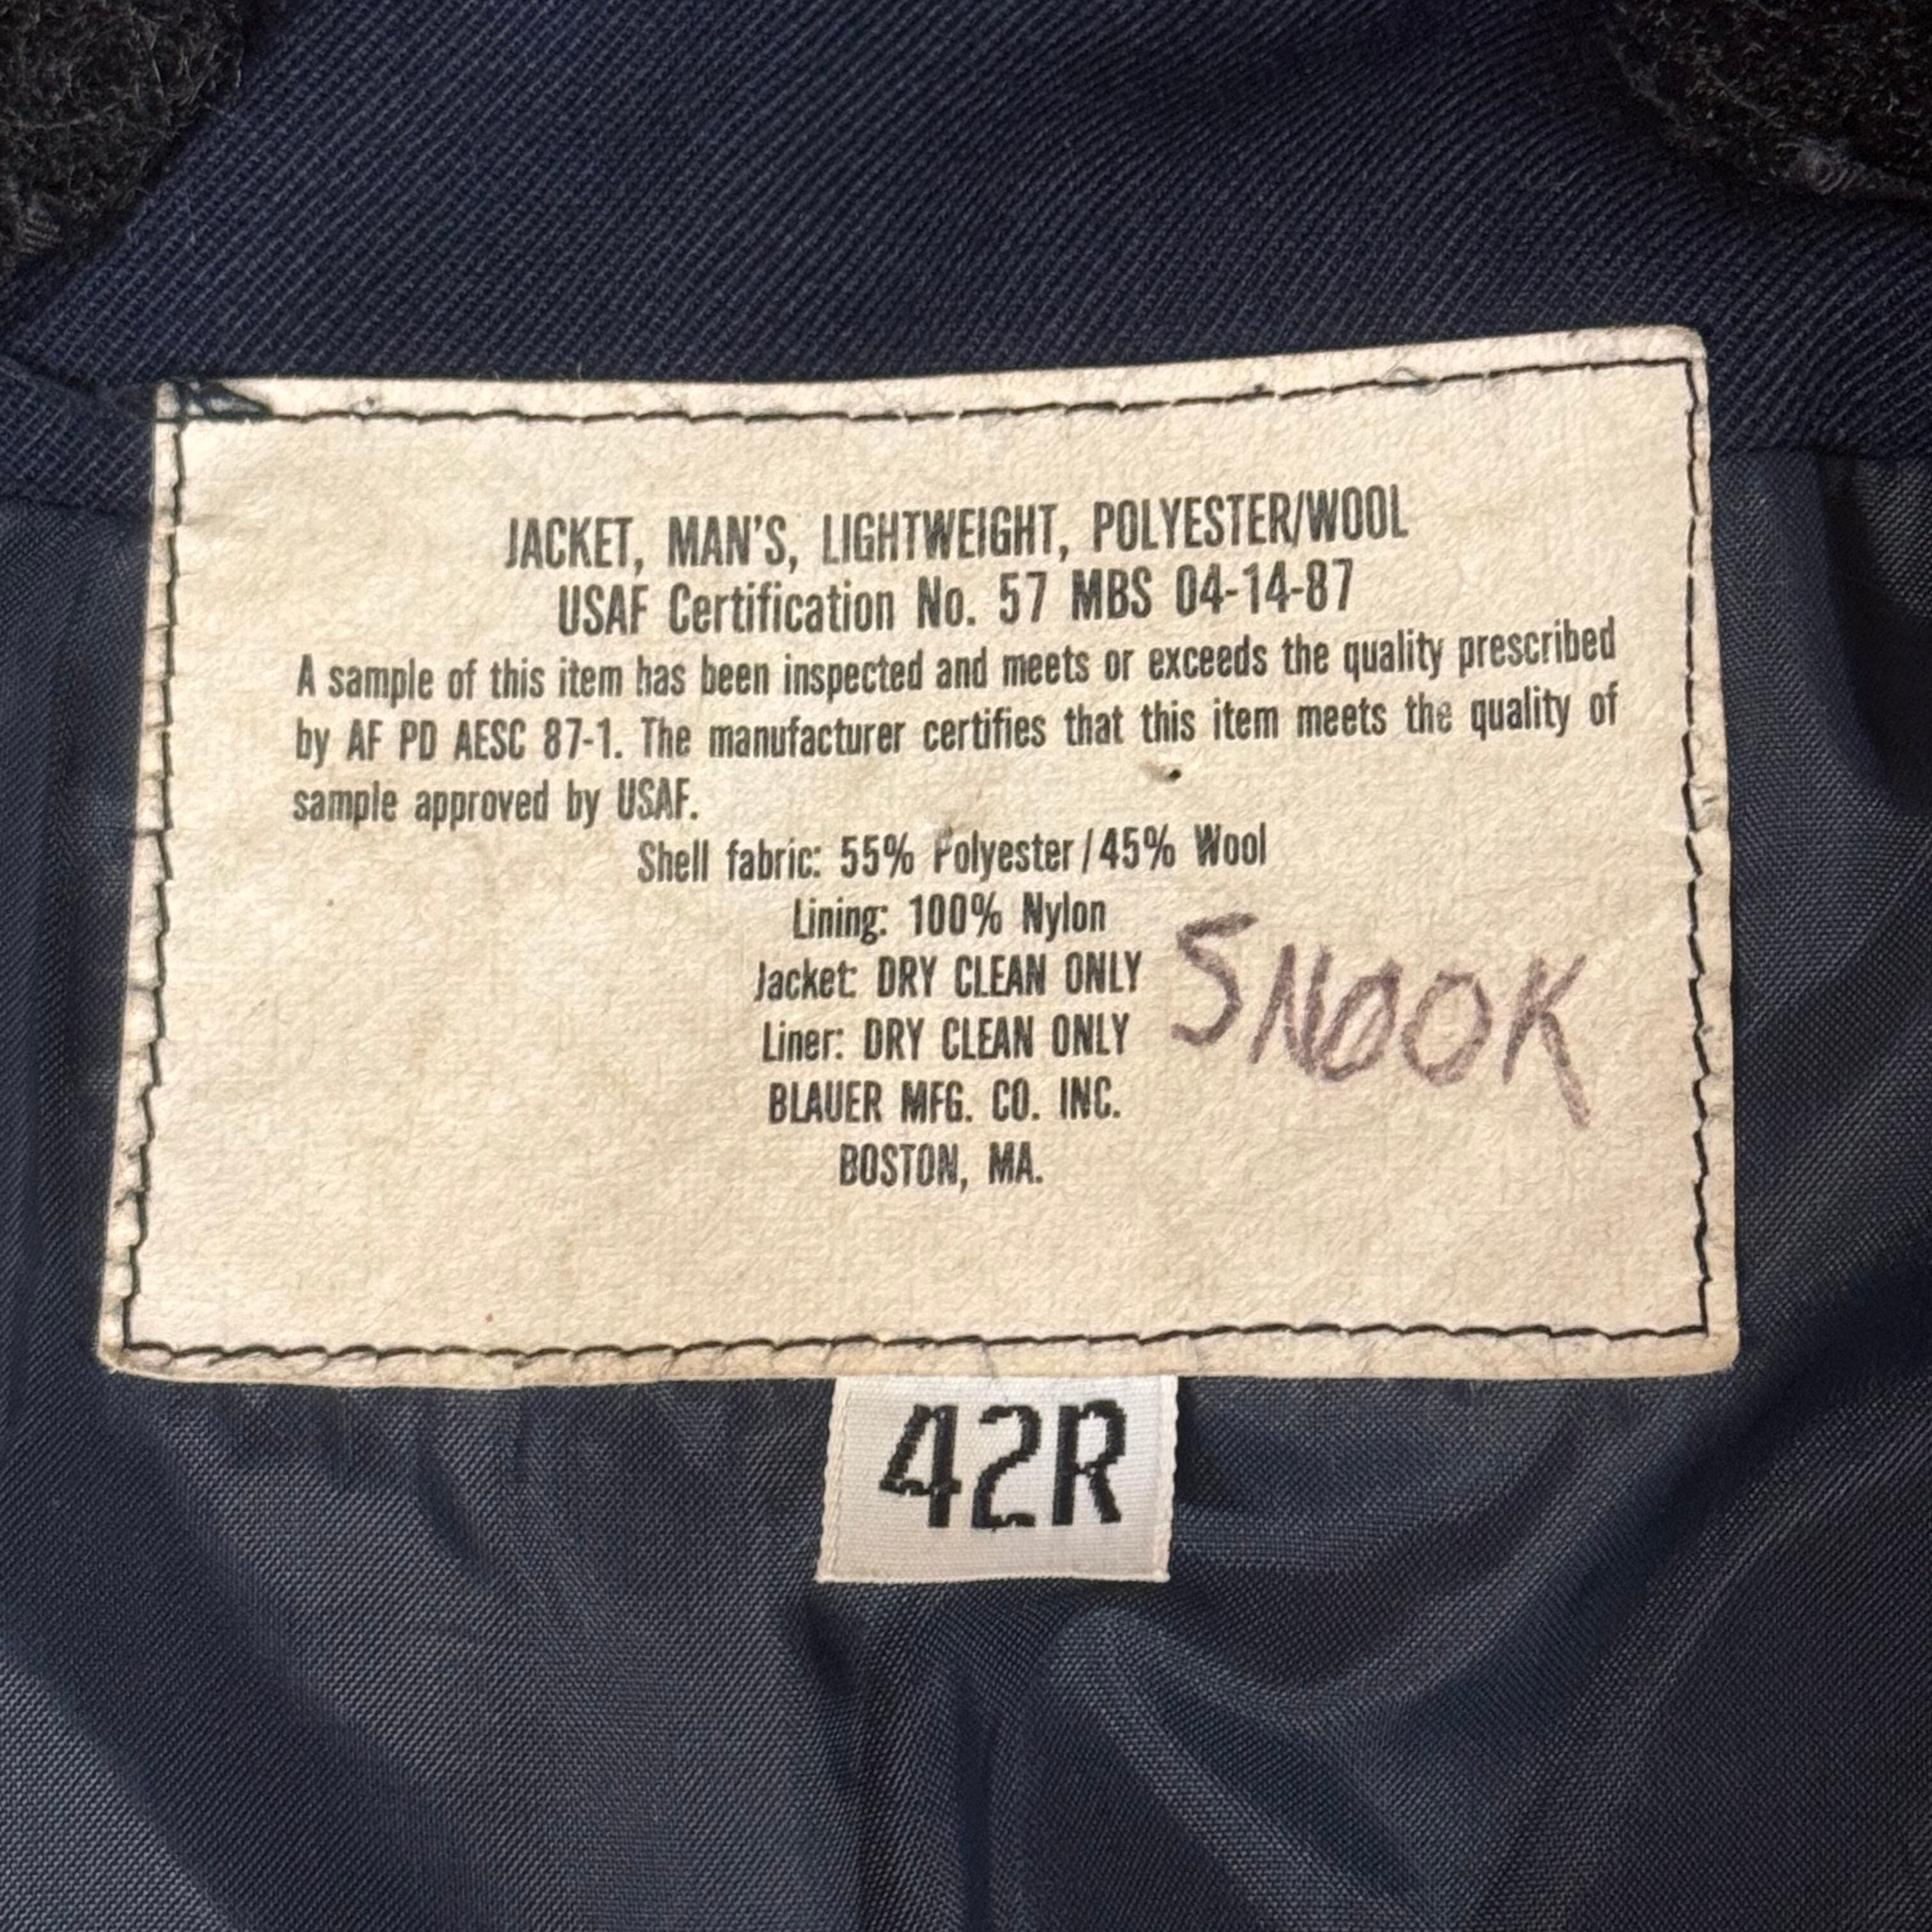 JACKET, MAN'S, LIGHTWEIGHT, POLYESTER/WOOL
USAF Certification No. 57 MBS 04-14-87
A sample of this item has been inspected and meets or exceeds the quality prescribed
by AF PD AESC 87-1. The manufacturer certifies that this item meets the quality of
sample approved by USAF.
Shell fabric: 55% Polyester/45% Wool
Lining: 100% Nylon
Jacket: DRY CLEAN ONLY
SNOOK
Liner: DRY CLEAN ONLY
BLAUER MFG. CO. INC.
BOSTON, MA.
42R